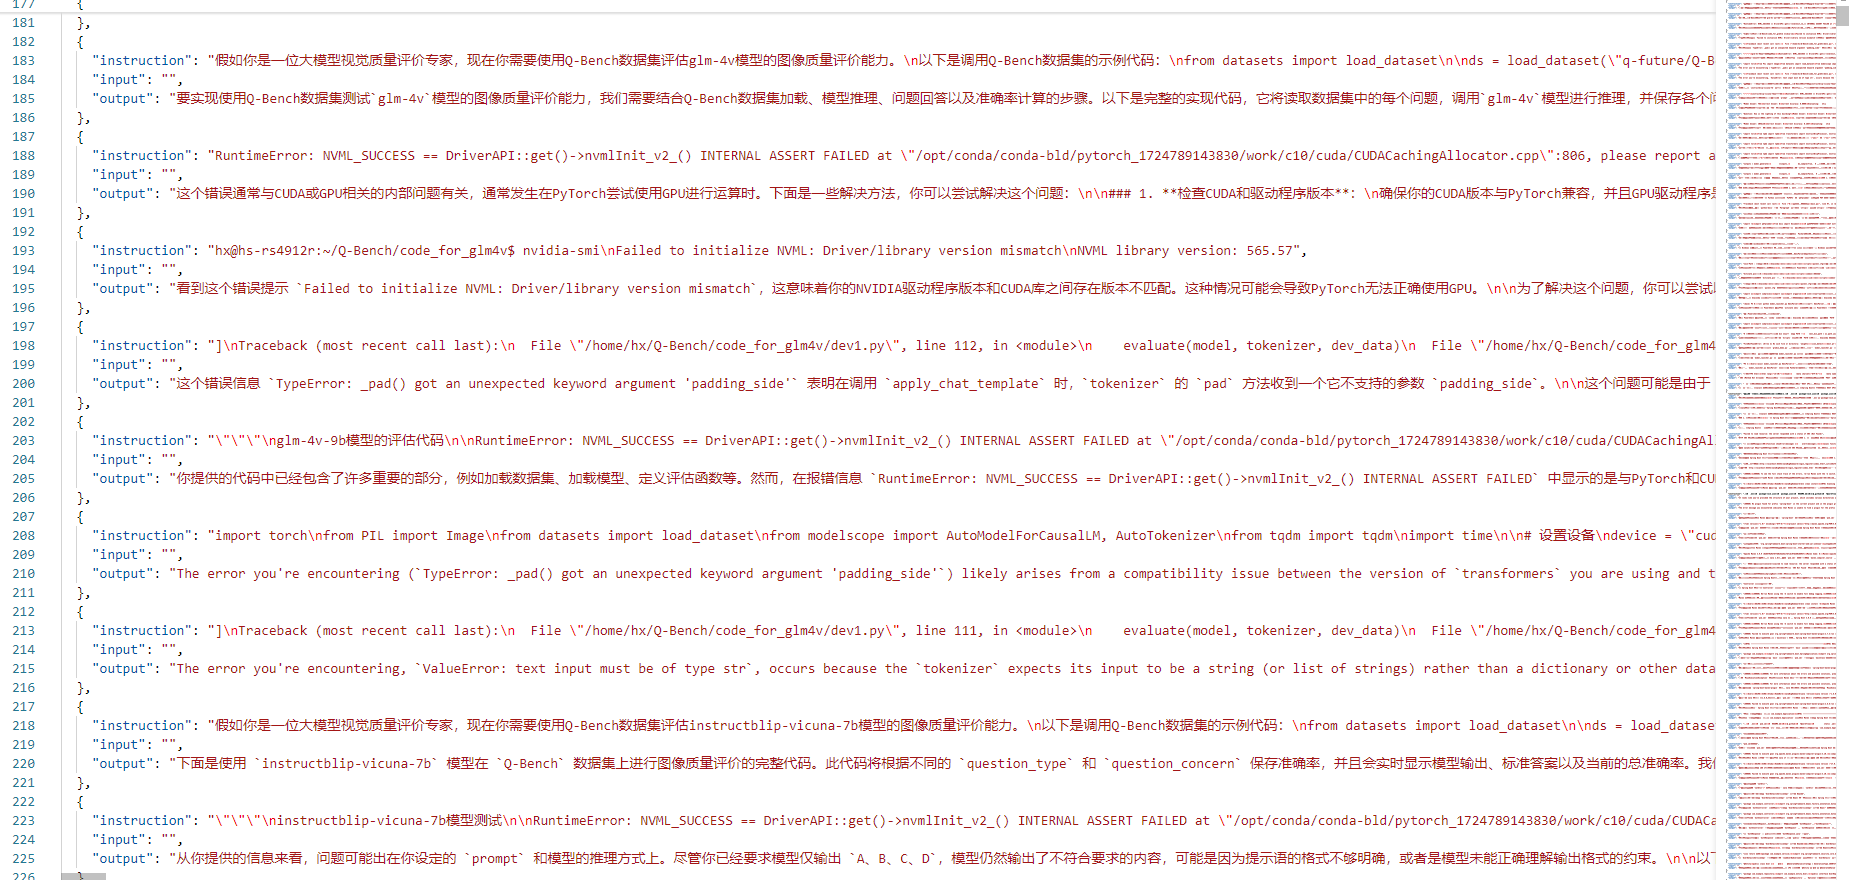 177 {
181 },
182 {
183 "instruction": "假如你是一位大模型视觉质量评价专家，现在你需要使用Q-Bench数据集评估glm-4v模型的图像质量评价能力。\n以下是调用Q-Bench数据集的示例代码：\nfrom datasets import load_dataset\n\nds = load_dataset(\"q-future/Q-B
184 "input": "",
185 "output": "要实现使用Q-Bench数据集测试`glm-4v`模型的图像质量评价能力，我们需要结合Q-Bench数据集加载、模型推理、问题回答以及准确率计算的步骤。以下是完整的实现代码，它将读取数据集中的每个问题，调用`glm-4v`模型进行推理，并保存各个问
186 },
187 {
188 "instruction": "RuntimeError: NVML_SUCCESS == DriverAPI::get()->nvmlInit_v2_() INTERNAL ASSERT FAILED at \"/opt/conda/conda-bld/pytorch_1724789143830/work/c10/cuda/CUDACachingAllocator.cpp\":806, please report a
189 "input": "",
190 "output": "这个错误通常与CUDA或GPU相关的内部问题有关，通常发生在PyTorch尝试使用GPU进行运算时。下面是一些解决方法，你可以尝试解决这个问题：\n\n### 1. **检查CUDA和驱动程序版本**: \n确保你的CUDA版本与PyTorch兼容，并且GPU驱动程序是
191 },
192 {
193 "instruction": "hx@hs-rs4912r:~/Q-Bench/code_for_glm4v$ nvidia-smi\nFailed to initialize NVML: Driver/library version mismatch\nNVML library version: 565.57",
194 "input": "",
195 "output": "看到这个错误提示 `Failed to initialize NVML: Driver/library version mismatch`，这意味着你的NVIDIA驱动程序版本和CUDA库之间存在版本不匹配。这种情况可能会导致PyTorch无法正确使用GPU。\n\n为了解决这个问题，你可以尝试以
196 },
197 {
198 "instruction": "]\nTraceback (most recent call last):\n  File \"/home/hx/Q-Bench/code_for_glm4v/dev1.py\", line 112, in <module>\n    evaluate(model, tokenizer, dev_data)\n  File \"/home/hx/Q-Bench/code_for_glm4
199 "input": "",
200 "output": "这个错误信息 `TypeError: _pad() got an unexpected keyword argument 'padding_side'` 表明在调用 `apply_chat_template` 时，`tokenizer` 的 `pad` 方法收到一个它不支持的参数 `padding_side`。\n\n这个问题可能是由于
201 },
202 {
203 "instruction": "\"\"\"\nglm-4v-9b模型的评估代码\n\nRuntimeError: NVML_SUCCESS == DriverAPI::get()->nvmlInit_v2_() INTERNAL ASSERT FAILED at \"/opt/conda/conda-bld/pytorch_1724789143830/work/c10/cuda/CUDACachingAl
204 "input": "",
205 "output": "你提供的代码中已经包含了许多重要的部分，例如加载数据集、加载模型、定义评估函数等。然而，在报错信息 `RuntimeError: NVML_SUCCESS == DriverAPI::get()->nvmlInit_v2_() INTERNAL ASSERT FAILED` 中显示的是与PyTorch和CU
206 },
207 {
208 "instruction": "import torch\nfrom PIL import Image\nfrom datasets import load_dataset\nfrom modelscope import AutoModelForCausalLM, AutoTokenizer\nfrom tqdm import tqdm\nimport time\n\n# 设置设备\ndevice = \"cud
209 "input": "",
210 "output": "The error you're encountering (`TypeError: _pad() got an unexpected keyword argument 'padding_side'`) likely arises from a compatibility issue between the version of `transformers` you are using and t
211 },
212 {
213 "instruction": "]\nTraceback (most recent call last):\n  File \"/home/hx/Q-Bench/code_for_glm4v/dev1.py\", line 111, in <module>\n    evaluate(model, tokenizer, dev_data)\n  File \"/home/hx/Q-Bench/code_for_glm4
214 "input": "",
215 "output": "The error you're encountering, `ValueError: text input must be of type str`, occurs because the `tokenizer` expects its input to be a string (or list of strings) rather than a dictionary or other data
216 },
217 {
218 "instruction": "假如你是一位大模型视觉质量评价专家，现在你需要使用Q-Bench数据集评估instructblip-vicuna-7b模型的图像质量评价能力。\n以下是调用Q-Bench数据集的示例代码：\nfrom datasets import load_dataset\n\nds = load_datase
219 "input": "",
220 "output": "下面是使用 `instructblip-vicuna-7b` 模型在 `Q-Bench` 数据集上进行图像质量评价的完整代码。此代码将根据不同的 `question_type` 和 `question_concern` 保存准确率，并且会实时显示模型输出、标准答案以及当前的总准确率。我们
221 },
222 {
223 "instruction": "\"\"\"\ninstructblip-vicuna-7b模型测试\n\nRuntimeError: NVML_SUCCESS == DriverAPI::get()->nvmlInit_v2_() INTERNAL ASSERT FAILED at \"/opt/conda/conda-bld/pytorch_1724789143830/work/c10/cuda/CUDACa
224 "input": "",
225 "output": "从你提供的信息来看，问题可能出在你设定的 `prompt` 和模型的推理方式上。尽管你已经要求模型仅输出 `A、B、C、D`，模型仍然输出了不符合要求的内容，可能是因为提示语的格式不够明确，或者是模型未能正确理解输出格式的约束。\n\n以下
226 }